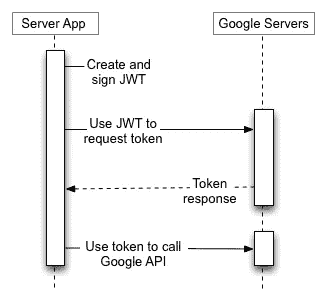 Server App
Google Servers
Create and
sign JWT
Use JWT to
request token
Token
response
Use token to call
Google API